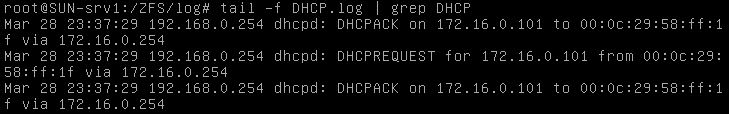 root@SUN-srv1:/ZFS/log# tail -f DHCP.log | grep DHCP
Mar 28 23:37:29 192.168.0.254 dhcpd: DHCPACK on 172.16.0.101 to 00:0c:29:58:ff:1
f via 172.16.0.254
Mar 28 23:37:29 192.168.0.254 dhcpd: DHCPREQUEST for 172.16.0.101 from 00:0c:29:
58:ff:1f via 172.16.0.254
Mar 28 23:37:29 192.168.0.254 dhcpd: DHCPACK on 172.16.0.101 to 00:0c:29:58:ff:1
f via 172.16.0.254